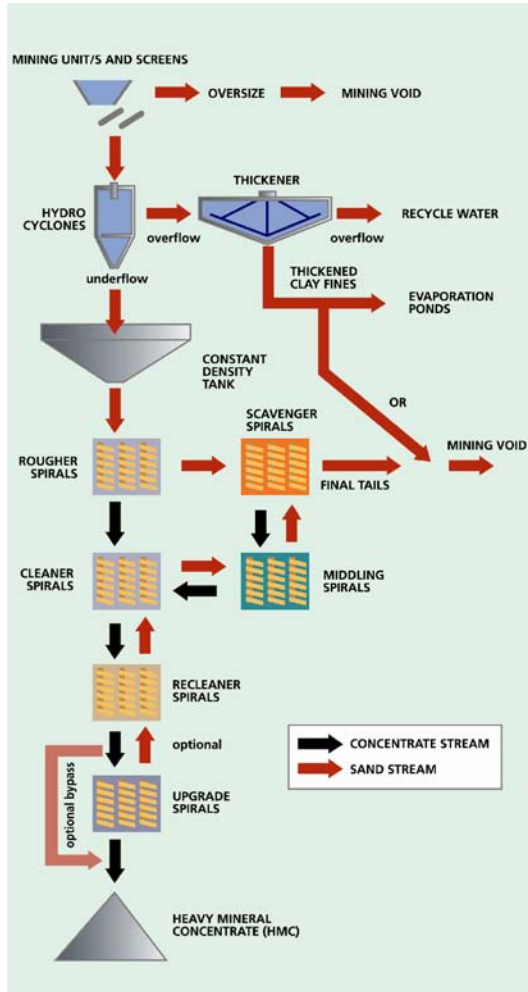 MINING UNIT/S AND SCREENS
OVERSIZE
MINING VOID
THICKENER
HYDRO
CYCLONES
overflow
overflow
RECYCLE WATER
underflow
THICKENED
CLAY FINES
EVAPORATION
PONDS
CONSTANT
DENSITY
TANK
OR
SCAVENGER
SPIRALS
MINING VOID
ROUGHER
SPIRALS
FINAL TAILS
CLEANER
SPIRALS
MIDDLING
SPIRALS
RECLEANER
SPIRALS
optional
CONCENTRATE STREAM
SAND STREAM
optional bypass
UPGRADE
SPIRALS
HEAVY MINERAL
CONCENTRATE (HMC)